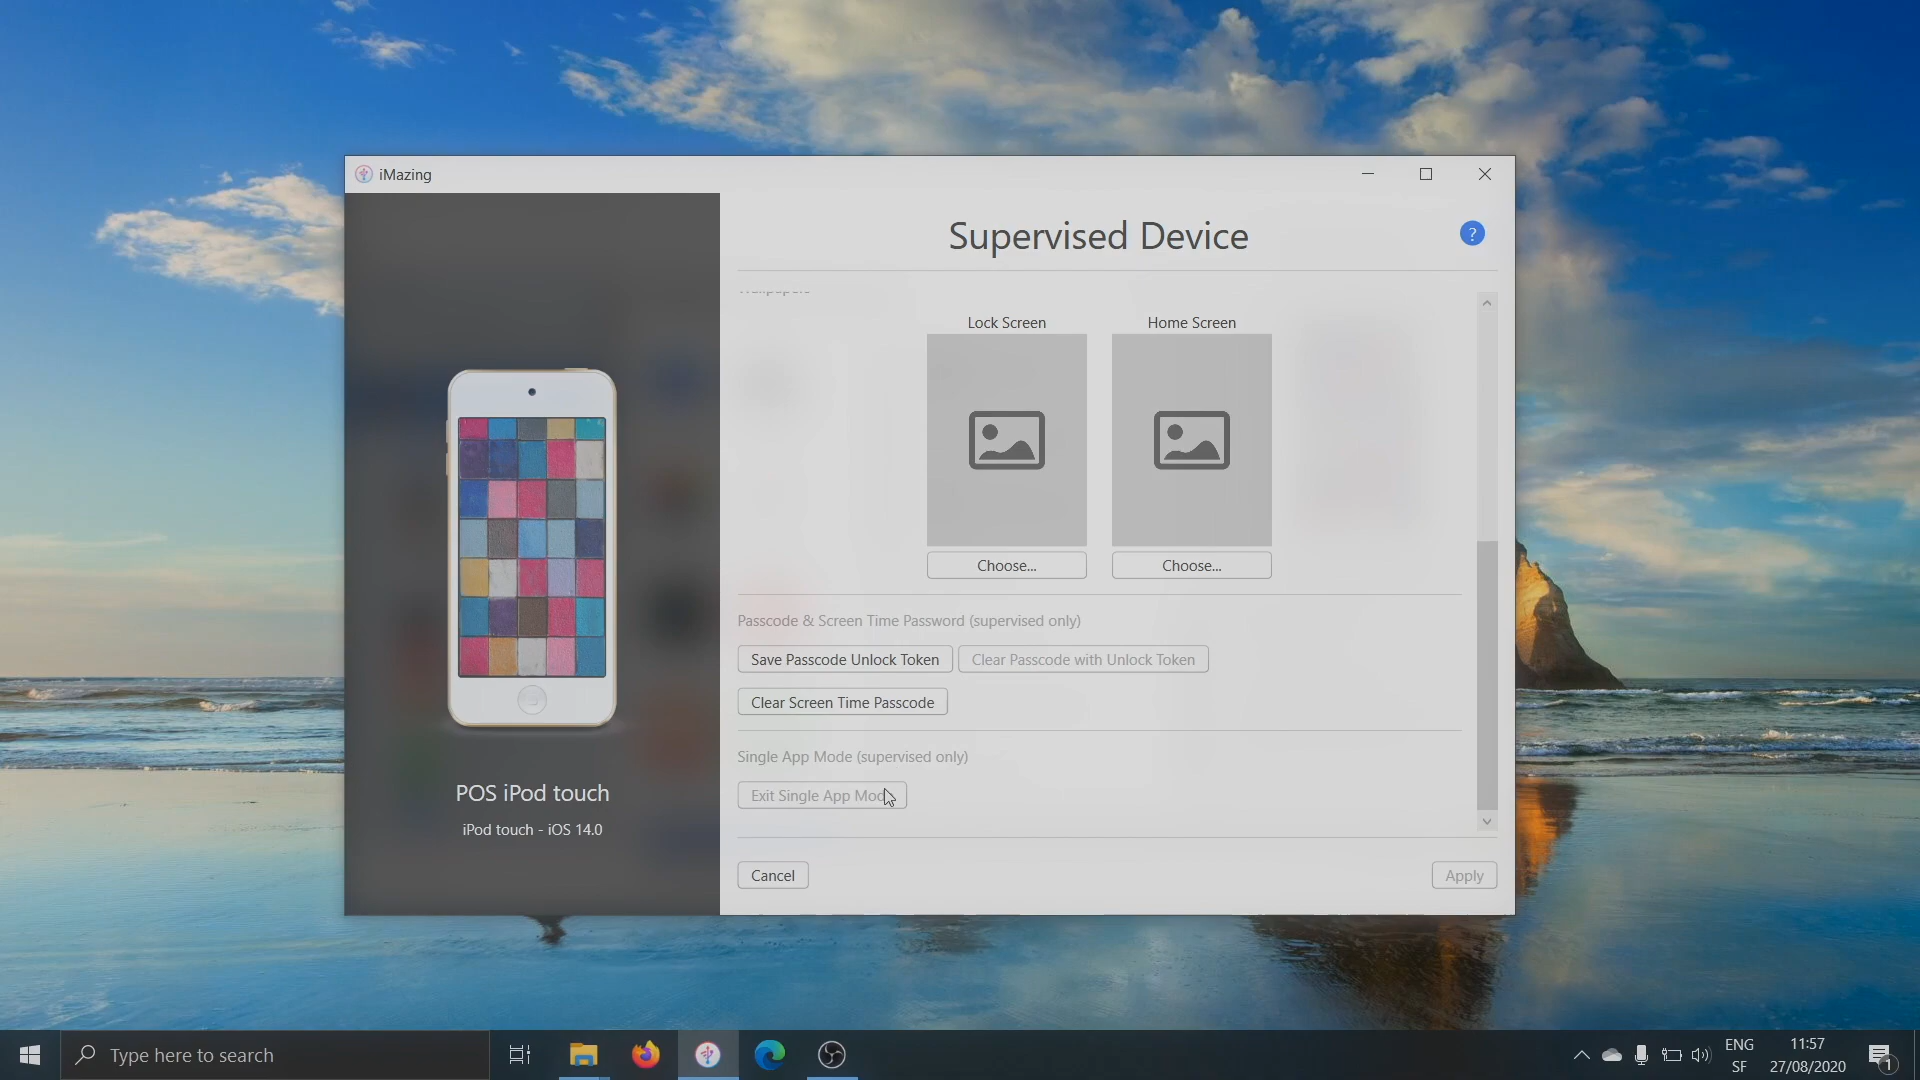 iMazing
Supervised Device
?
Lock Screen
Home Screen
Choose...
Choose...
Passcode & Screen Time Password (supervised only)
Save Passcode Unlock Token
Clear Passcode with Unlock Token
Clear Screen Time Passcode
Single App Mode (supervised only)
Exit Single App Mod
POS iPod touch
iPod touch - iOS 14.0
Cancel
Apply
Type here to search
ENG
SF
11:57
27/08/2020
1